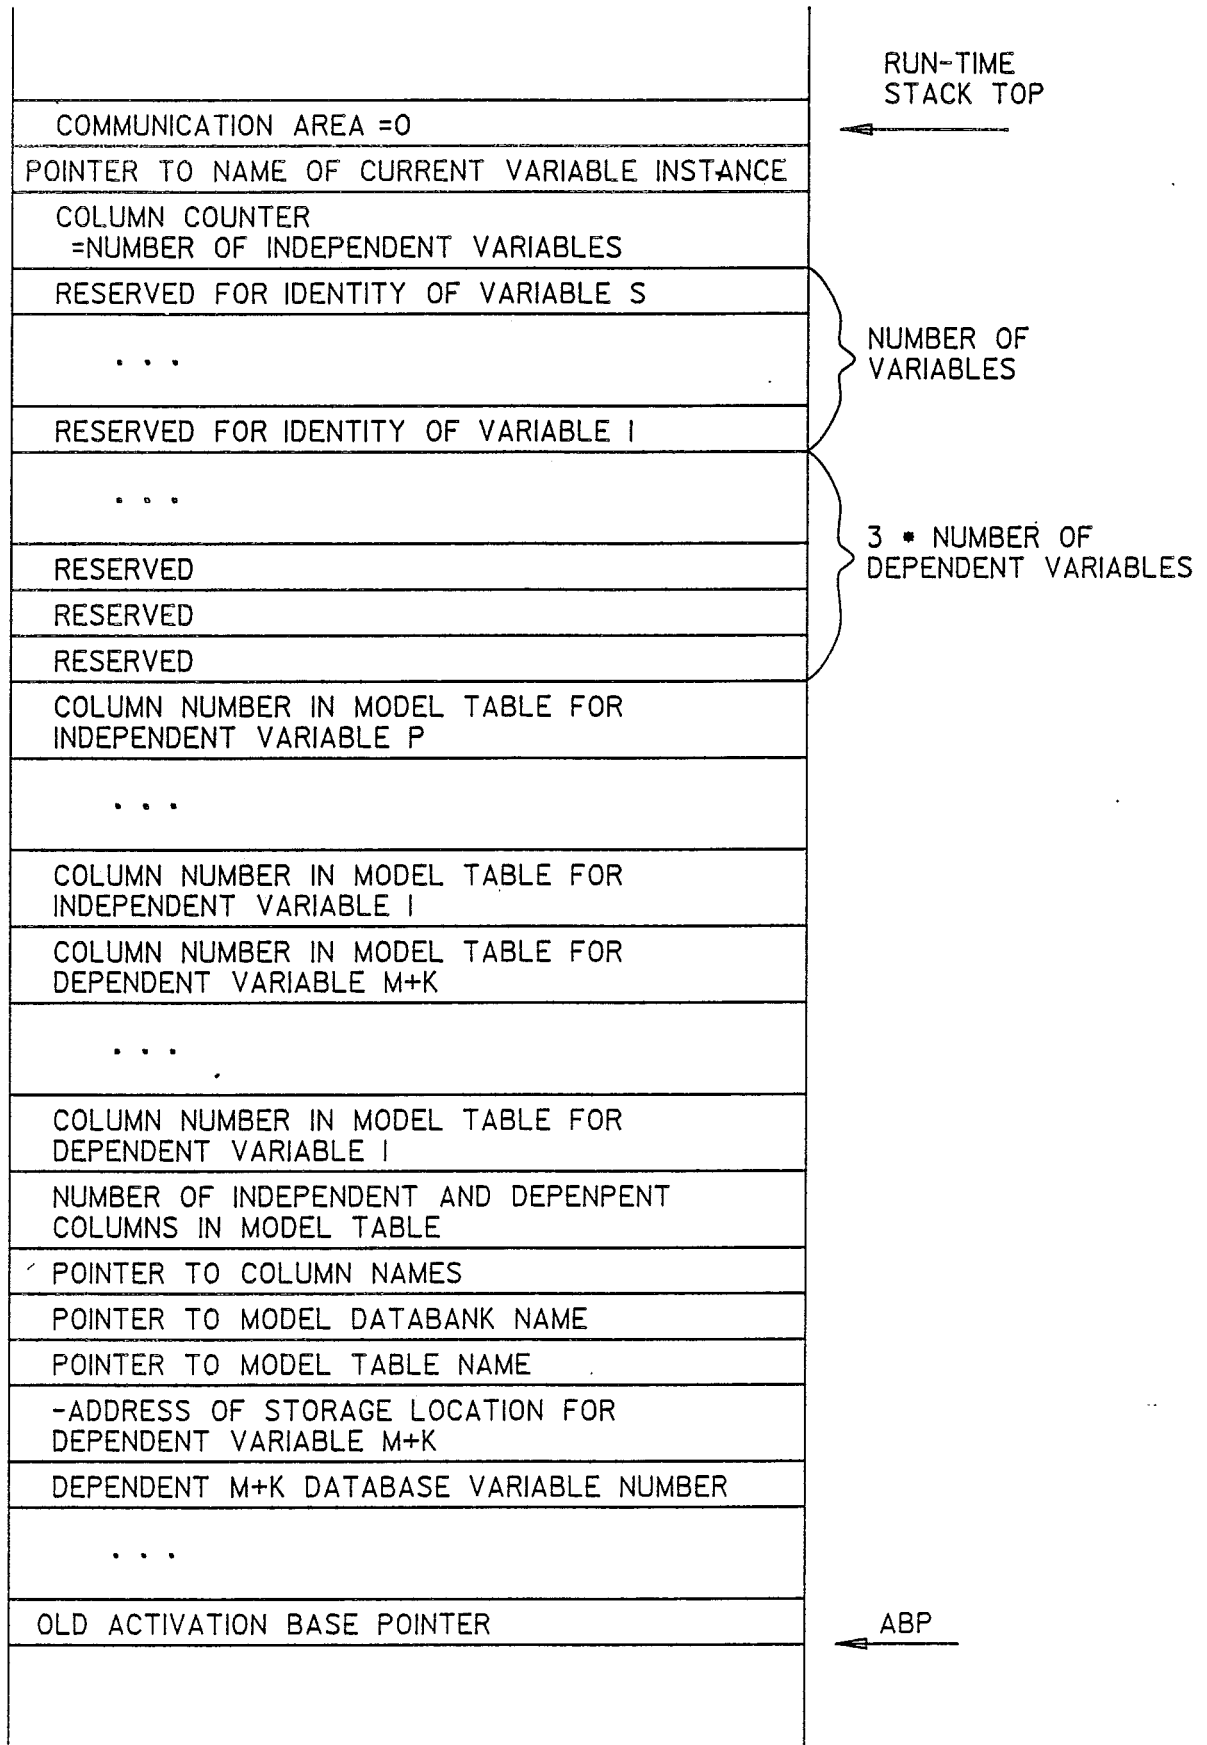 RUN-TIME
STACK TOP
COMMUNICATION AREA =0
POINTER TO NAME OF CURRENT VARIABLE INSTANCE
COLUMN COUNTER
=NUMBER OF INDEPENDENT VARIABLES
RESERVED FOR IDENTITY OF VARIABLE S
NUMBER OF
VARIABLES
. . .
RESERVED FOR IDENTITY OF VARIABLE I
. . .
3 * NUMBER OF
DEPENDENT VARIABLES
RESERVED
RESERVED
RESERVED
COLUMN NUMBER IN MODEL TABLE FOR
INDEPENDENT VARIABLE P
. . .
COLUMN NUMBER IN MODEL TABLE FOR
INDEPENDENT VARIABLE I
COLUMN NUMBER IN MODEL TABLE FOR
DEPENDENT VARIABLE M+K
. . .
COLUMN NUMBER IN MODEL TABLE FOR
DEPENDENT VARIABLE I
NUMBER OF INDEPENDENT AND DEPENPENT
COLUMNS IN MODEL TABLE
POINTER TO COLUMN NAMES
POINTER TO MODEL DATABANK NAME
POINTER TO MODEL TABLE NAME
-ADDRESS OF STORAGE LOCATION FOR
DEPENDENT VARIABLE M+K
DEPENDENT M+K DATABASE VARIABLE NUMBER
. . .
OLD ACTIVATION BASE POINTER
ABP